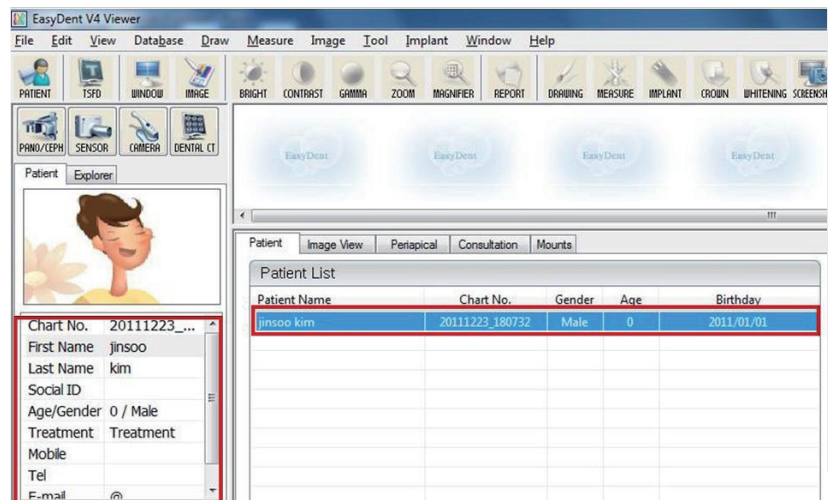 EasyDent V4 Viewer
File Edit View Database Draw Measure Image Tool Implant Window Help
PATIENT TSFD WINDOW IMAGE BRIGHT CONTRAST GAMMA ZOOM MAGNIFIER REPORT DRAWING MEASURE IMPLANT CROWN WHITENING SCREENSH
PANO/CEPH SENSOR CAMERA DENTAL CT
EasyDent EasyDent EasyDent EasyDent
Patient Explorer
Patient Image View Periapical Consultation Mounts
Patient List
Patient Name Chart No. Gender Age Birthday
jinsoo kim 20111223_180732 Male 0 2011/01/01
Chart No. 20111223_...
First Name jinsoo
Last Name kim
Social ID
Age/Gender 0 / Male
Treatment Treatment
Mobile
Tel
E-mail @